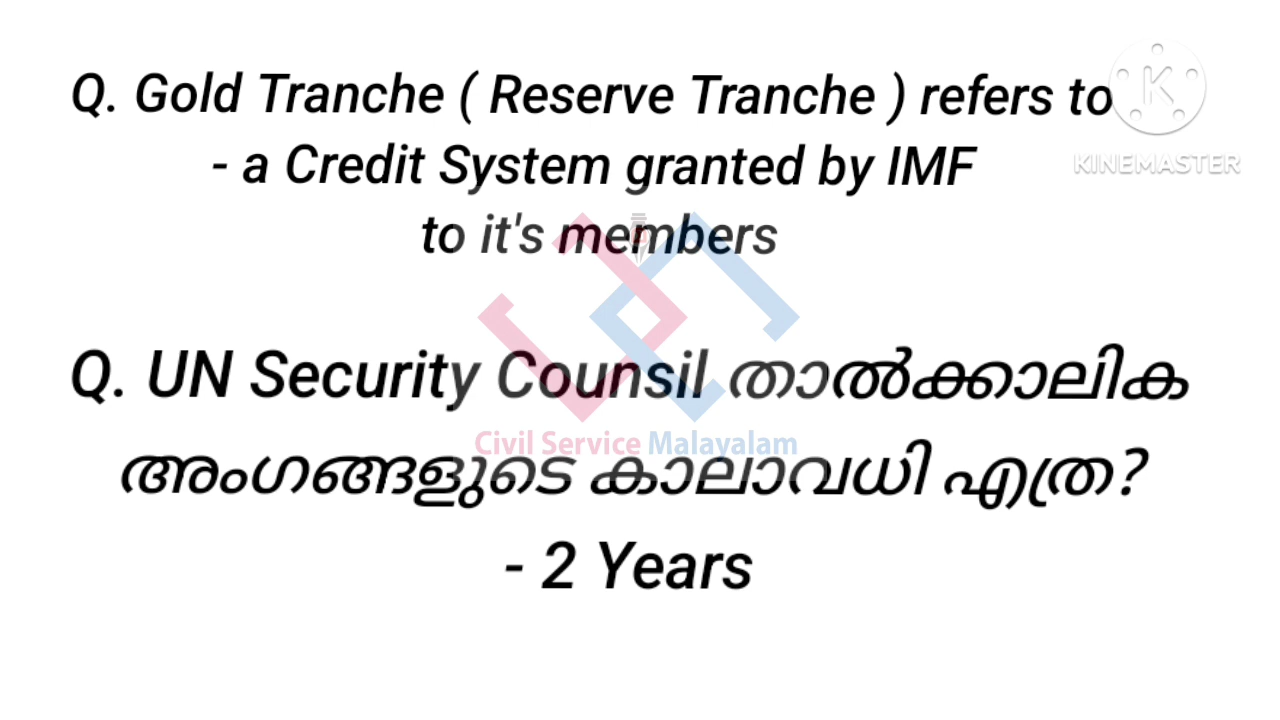 Q. Gold Tranche ( Reserve Tranche ) refers to
- a Credit System granted by IMF
to it's members
Q. UN Security Counsil താൽക്കാലിക
അംഗങ്ങളുടെ കാലാവധി എത്ര?
- 2 Years
KINEMASTER
Civil Service Malayalam